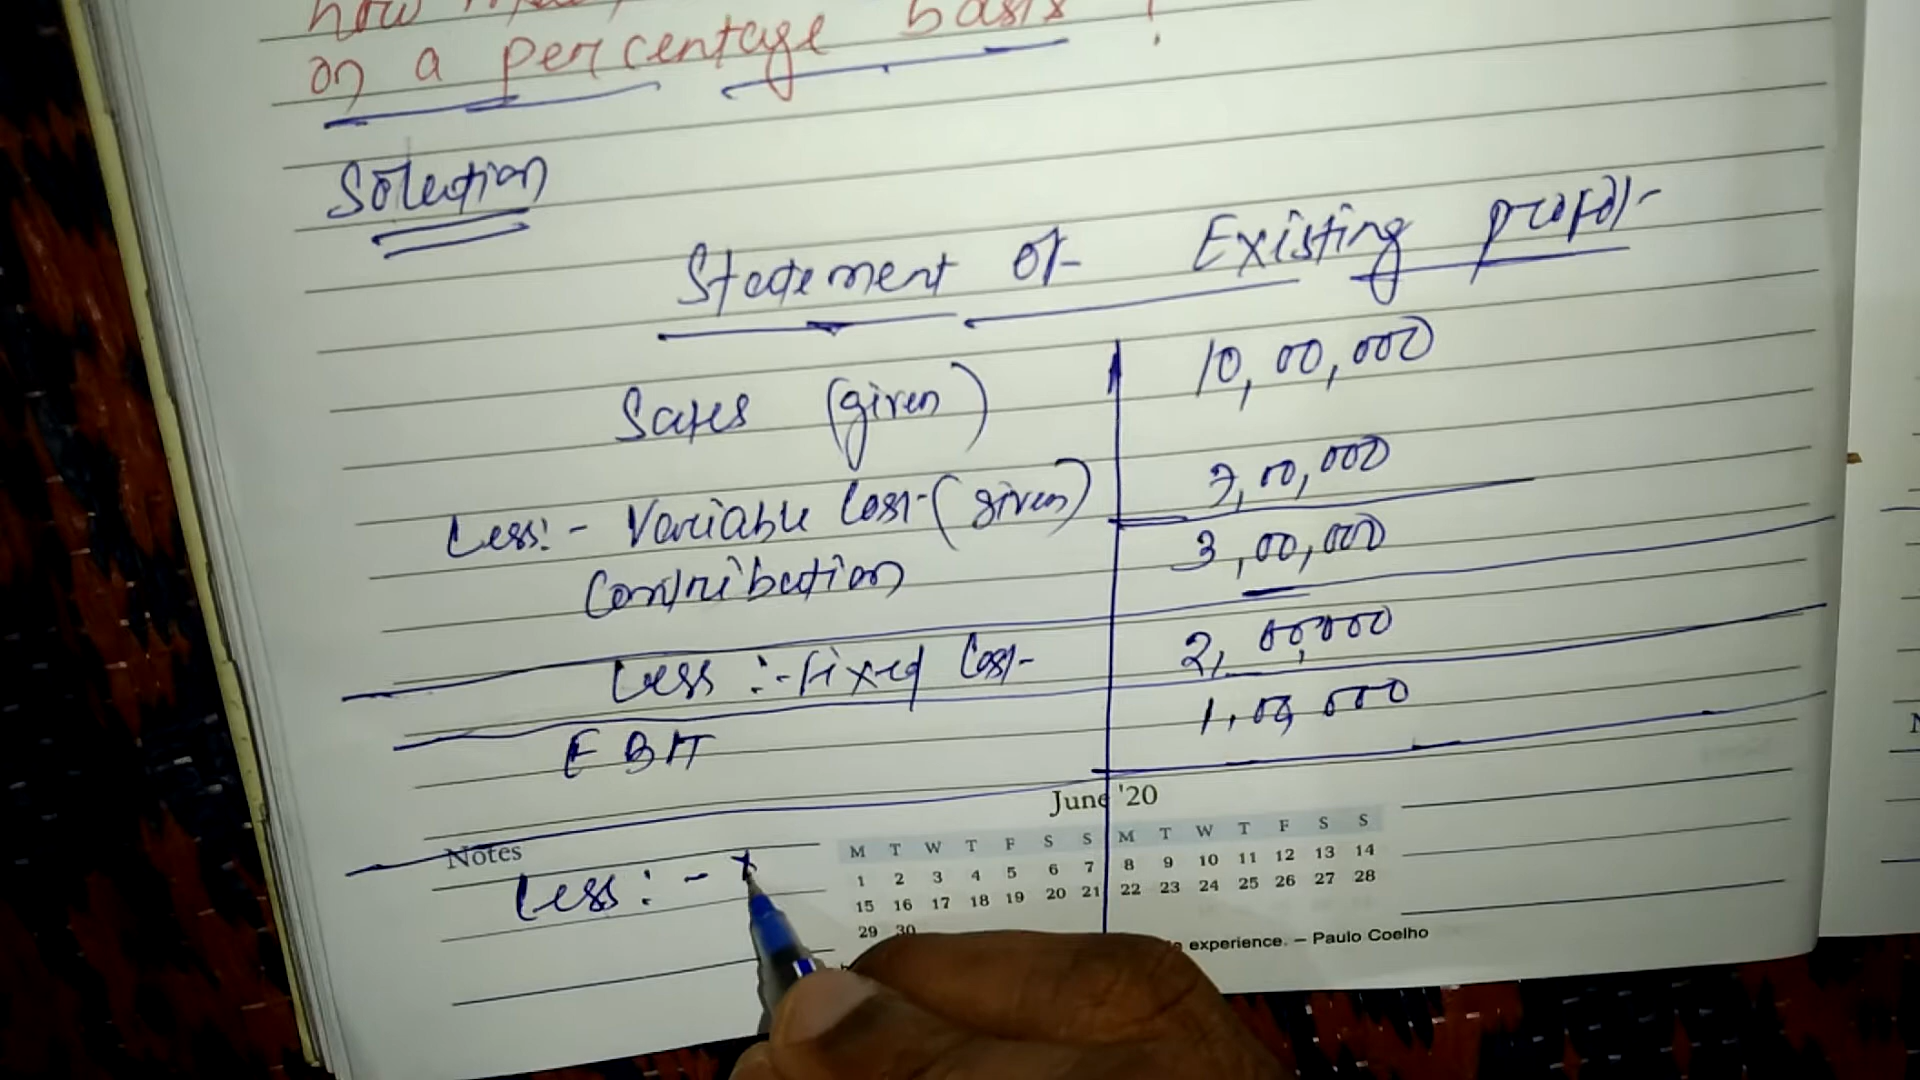 how
on a percentage basis ?
Solution
Statement of Existing profit
Sales (given) 10,00,000
Less:- Variable Cost (given) 7,00,000
Contribution 3,00,000
Less:- Fixed Cost 2,00,000
EBIT 1,00,000
June '20
Notes
M T W T F S S M T W T F S S
1 2 3 4 5 6 7 8 9 10 11 12 13 14
15 16 17 18 19 20 21 22 23 24 25 26 27 28
29 30
Less:-
experience. – Paulo Coelho